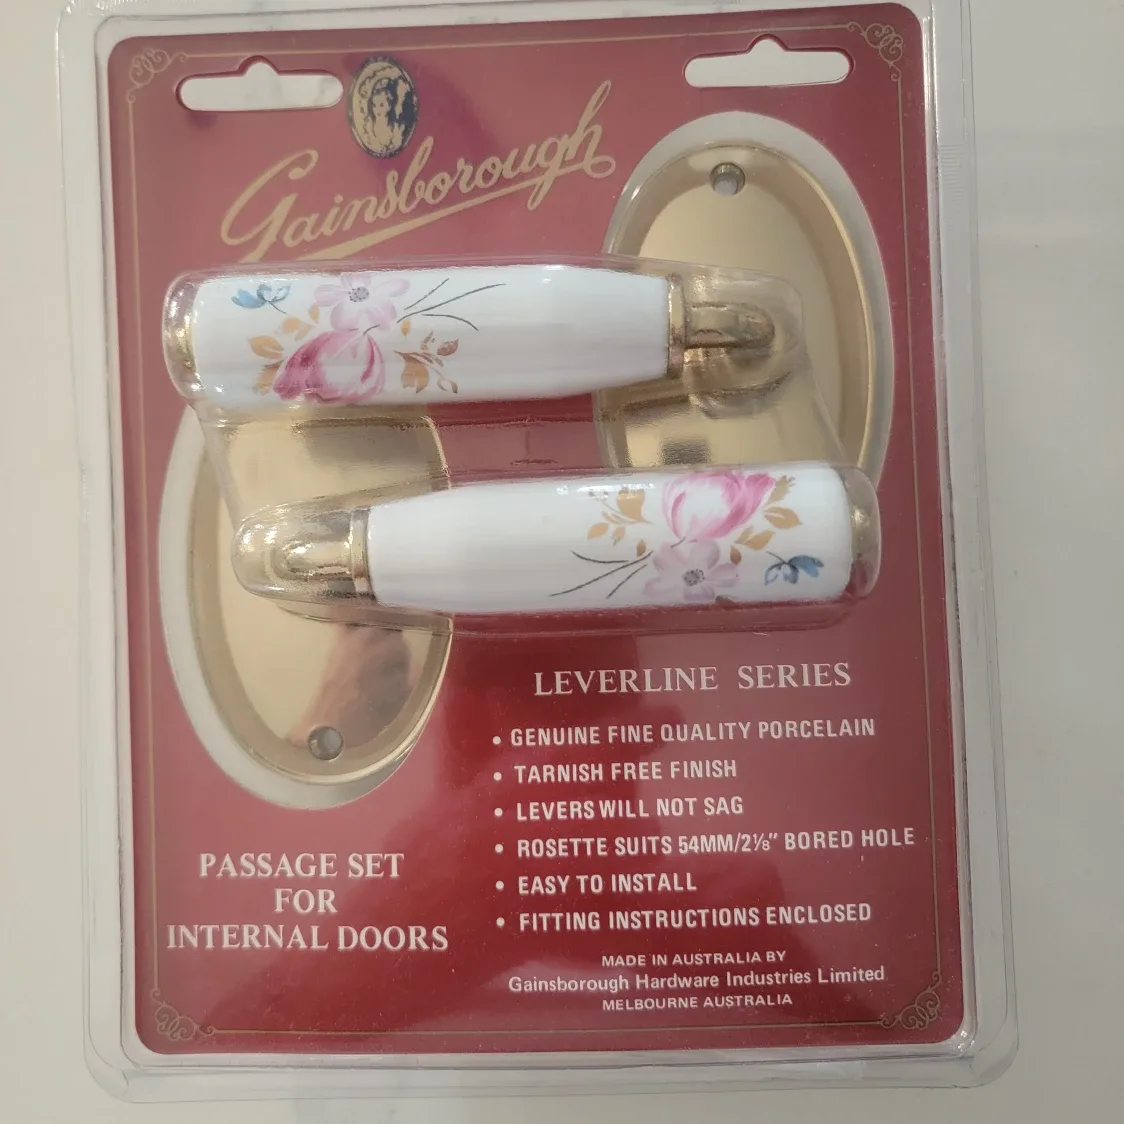 Gainsborough
LEVERLINE SERIES
• GENUINE FINE QUALITY PORCELAIN
• TARNISH FREE FINISH
• LEVERS WILL NOT SAG
• ROSETTE SUITS 54MM/2⅛" BORED HOLE
• EASY TO INSTALL
• FITTING INSTRUCTIONS ENCLOSED
PASSAGE SET
FOR
INTERNAL DOORS
MADE IN AUSTRALIA BY
Gainsborough Hardware Industries Limited
MELBOURNE AUSTRALIA